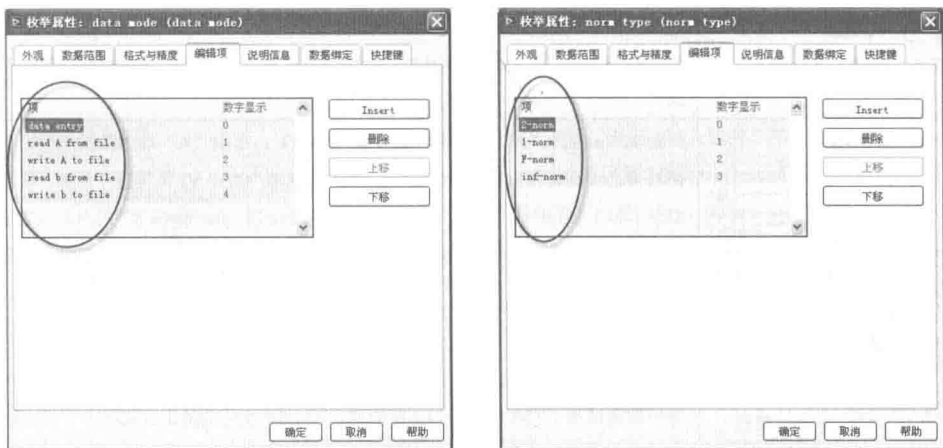 枚举属性: data mode (data mode)
外观 数据范围 格式与精度 编辑项 说明信息 数据绑定 快捷键
项 数字显示
data entry 0
read A from file 1
write A to file 2
read b from file 3
write b to file 4
Insert
删除
上移
下移
确定 取消 帮助
枚举属性: norm type (norm type)
外观 数据范围 格式与精度 编辑项 说明信息 数据绑定 快捷键
项 数字显示
2-norm 0
1-norm 1
F-norm 2
inf-norm 3
Insert
删除
上移
下移
确定 取消 帮助